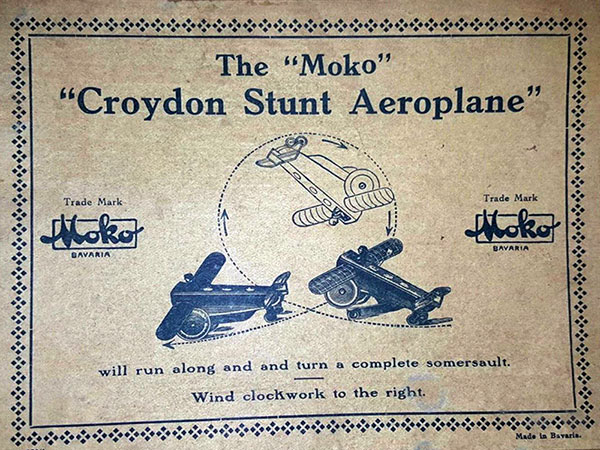 The "Moko"
"Croydon Stunt Aeroplane"
Trade Mark
Moko
BAVARIA
Trade Mark
Moko
BAVARIA
will run along and and turn a complete somersault.
Wind clockwork to the right.
Made in Bavaria.